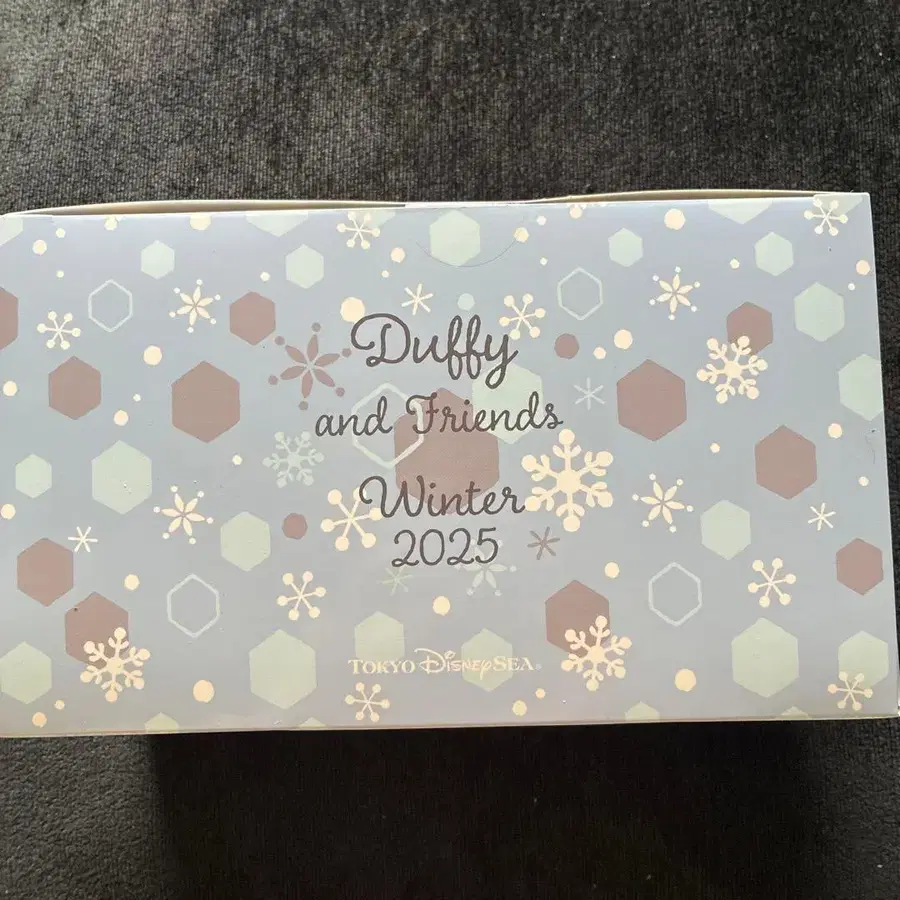 Duffy
and Friends
Winter
2025
TOKYO DISNEYSEA®